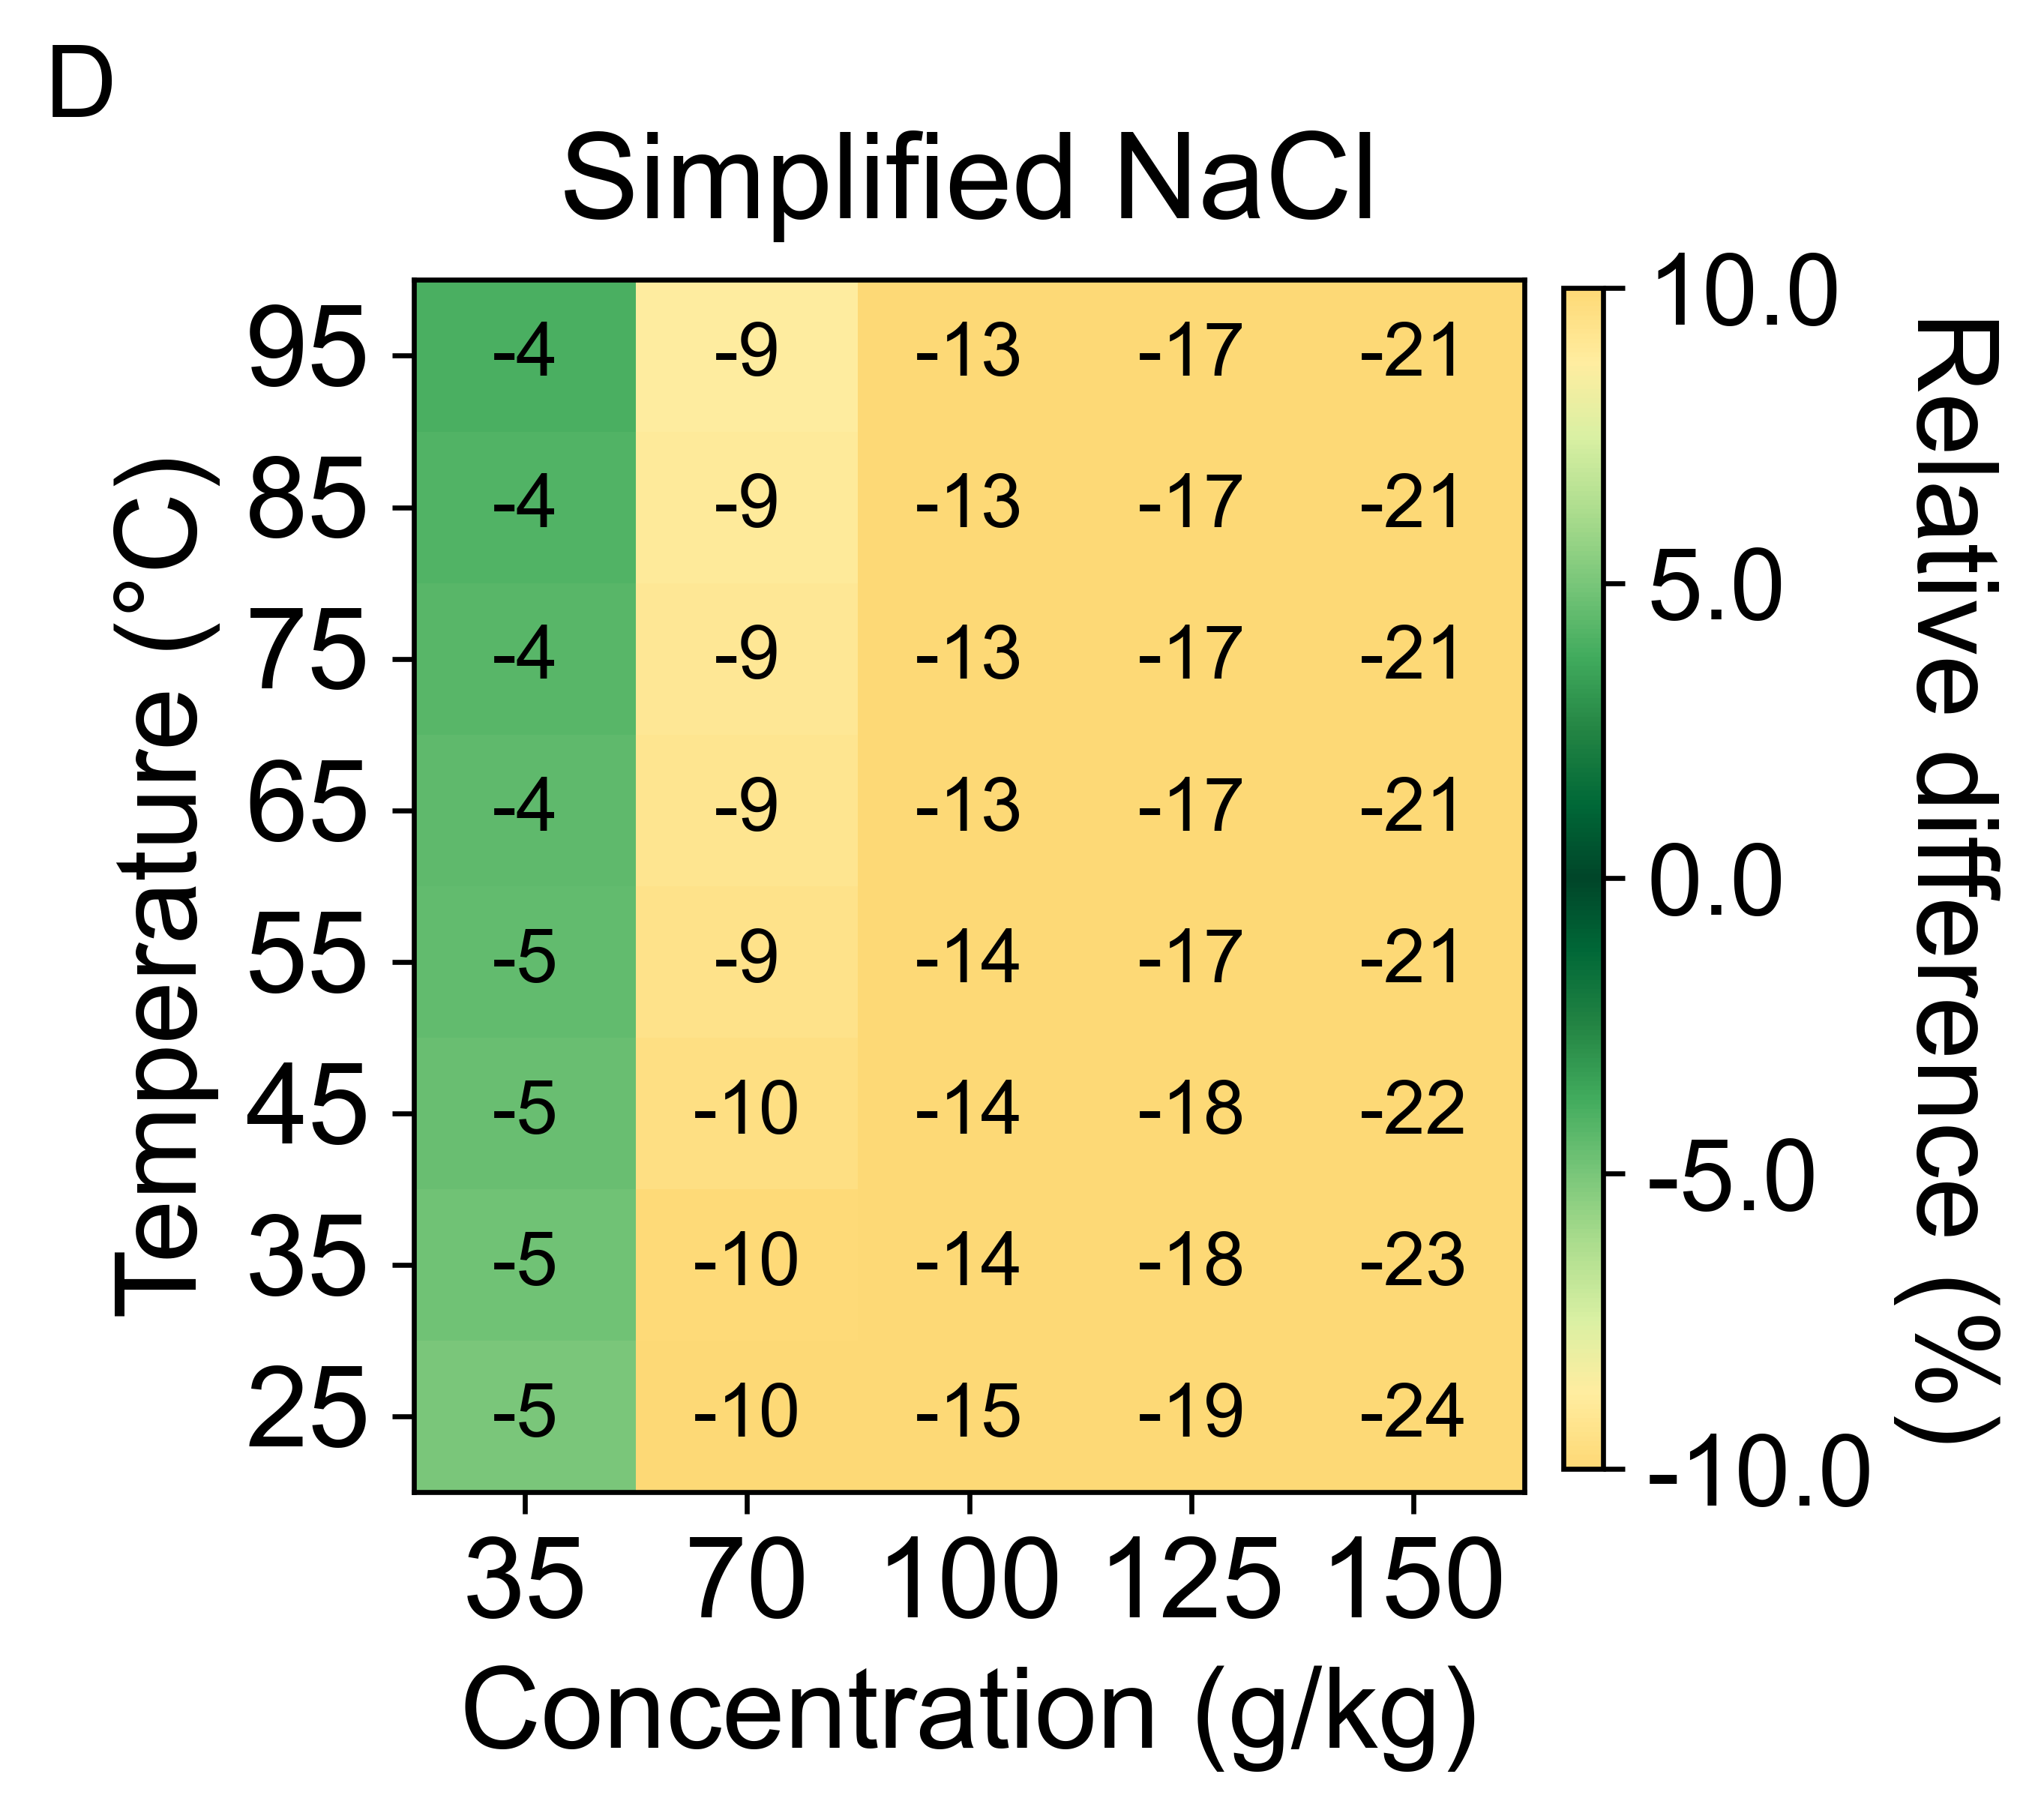 D
Simplified NaCl
95 -4 -9 -13 -17 -21
85 -4 -9 -13 -17 -21
75 -4 -9 -13 -17 -21
65 -4 -9 -13 -17 -21
55 -5 -9 -14 -17 -21
45 -5 -10 -14 -18 -22
35 -5 -10 -14 -18 -23
25 -5 -10 -15 -19 -24
35 70 100 125 150
Concentration (g/kg)
Temperature (°C)
10.0
5.0
0.0
-5.0
-10.0
Relative difference (%)